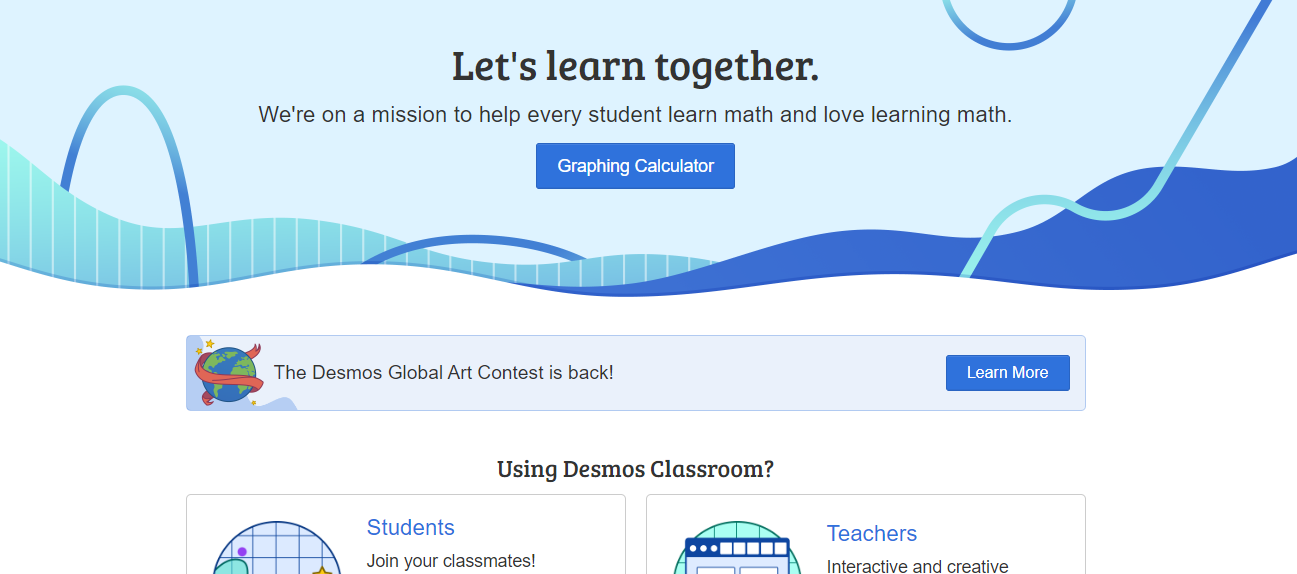 Let's learn together.
We're on a mission to help every student learn math and love learning math.
Graphing Calculator
The Desmos Global Art Contest is back!
Learn More
Using Desmos Classroom?
Students
Join your classmates!
Teachers
Interactive and creative